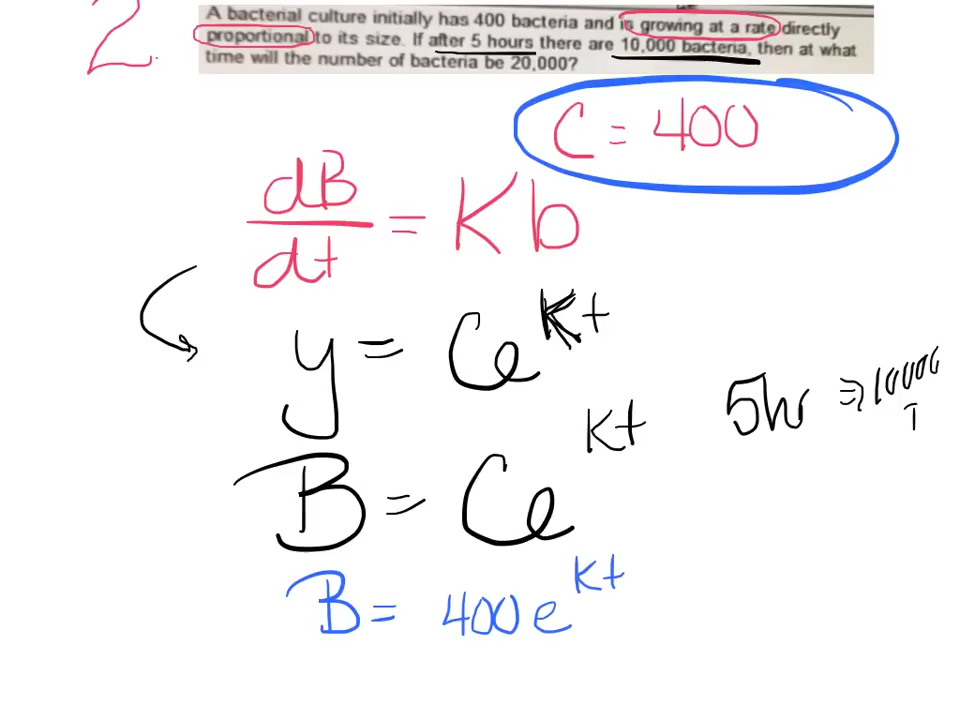 2.
A bacterial culture initially has 400 bacteria and is growing at a rate directly
proportional to its size. If after 5 hours there are 10,000 bacteria, then at what
time will the number of bacteria be 20,000?
C = 400
dB/dt = Kb
y = Ce^Kt
5hr ⇒ 10000
B = Ce^Kt
B = 400e^Kt